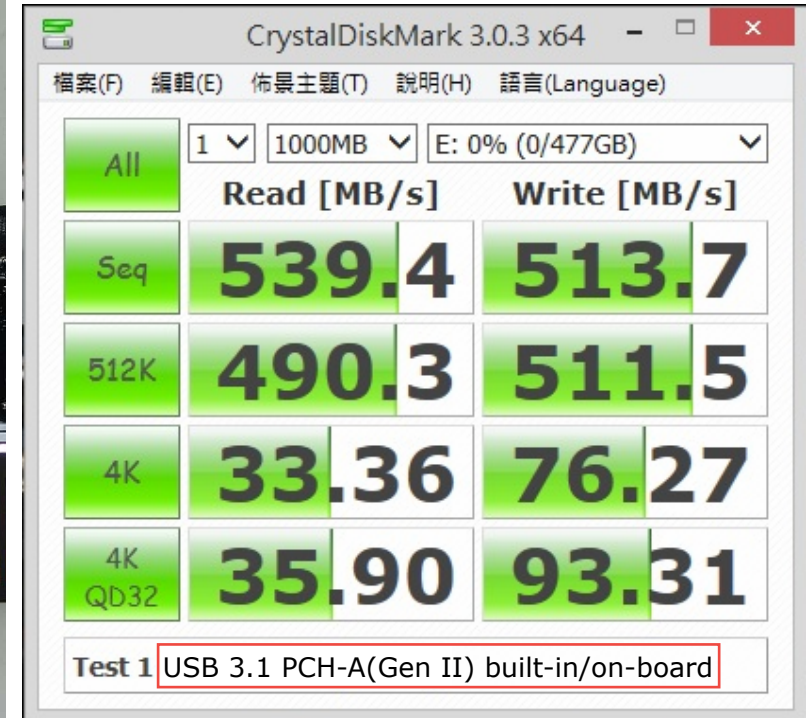 CrystalDiskMark 3.0.3 x64
檔案(F) 編輯(E) 佈景主題(T) 說明(H) 語言(Language)
All 1 1000MB E: 0% (0/477GB)
Read [MB/s] Write [MB/s]
Seq 539.4 513.7
512K 490.3 511.5
4K 33.36 76.27
4K
QD32 35.90 93.31
Test 1 USB 3.1 PCH-A(Gen II) built-in/on-board